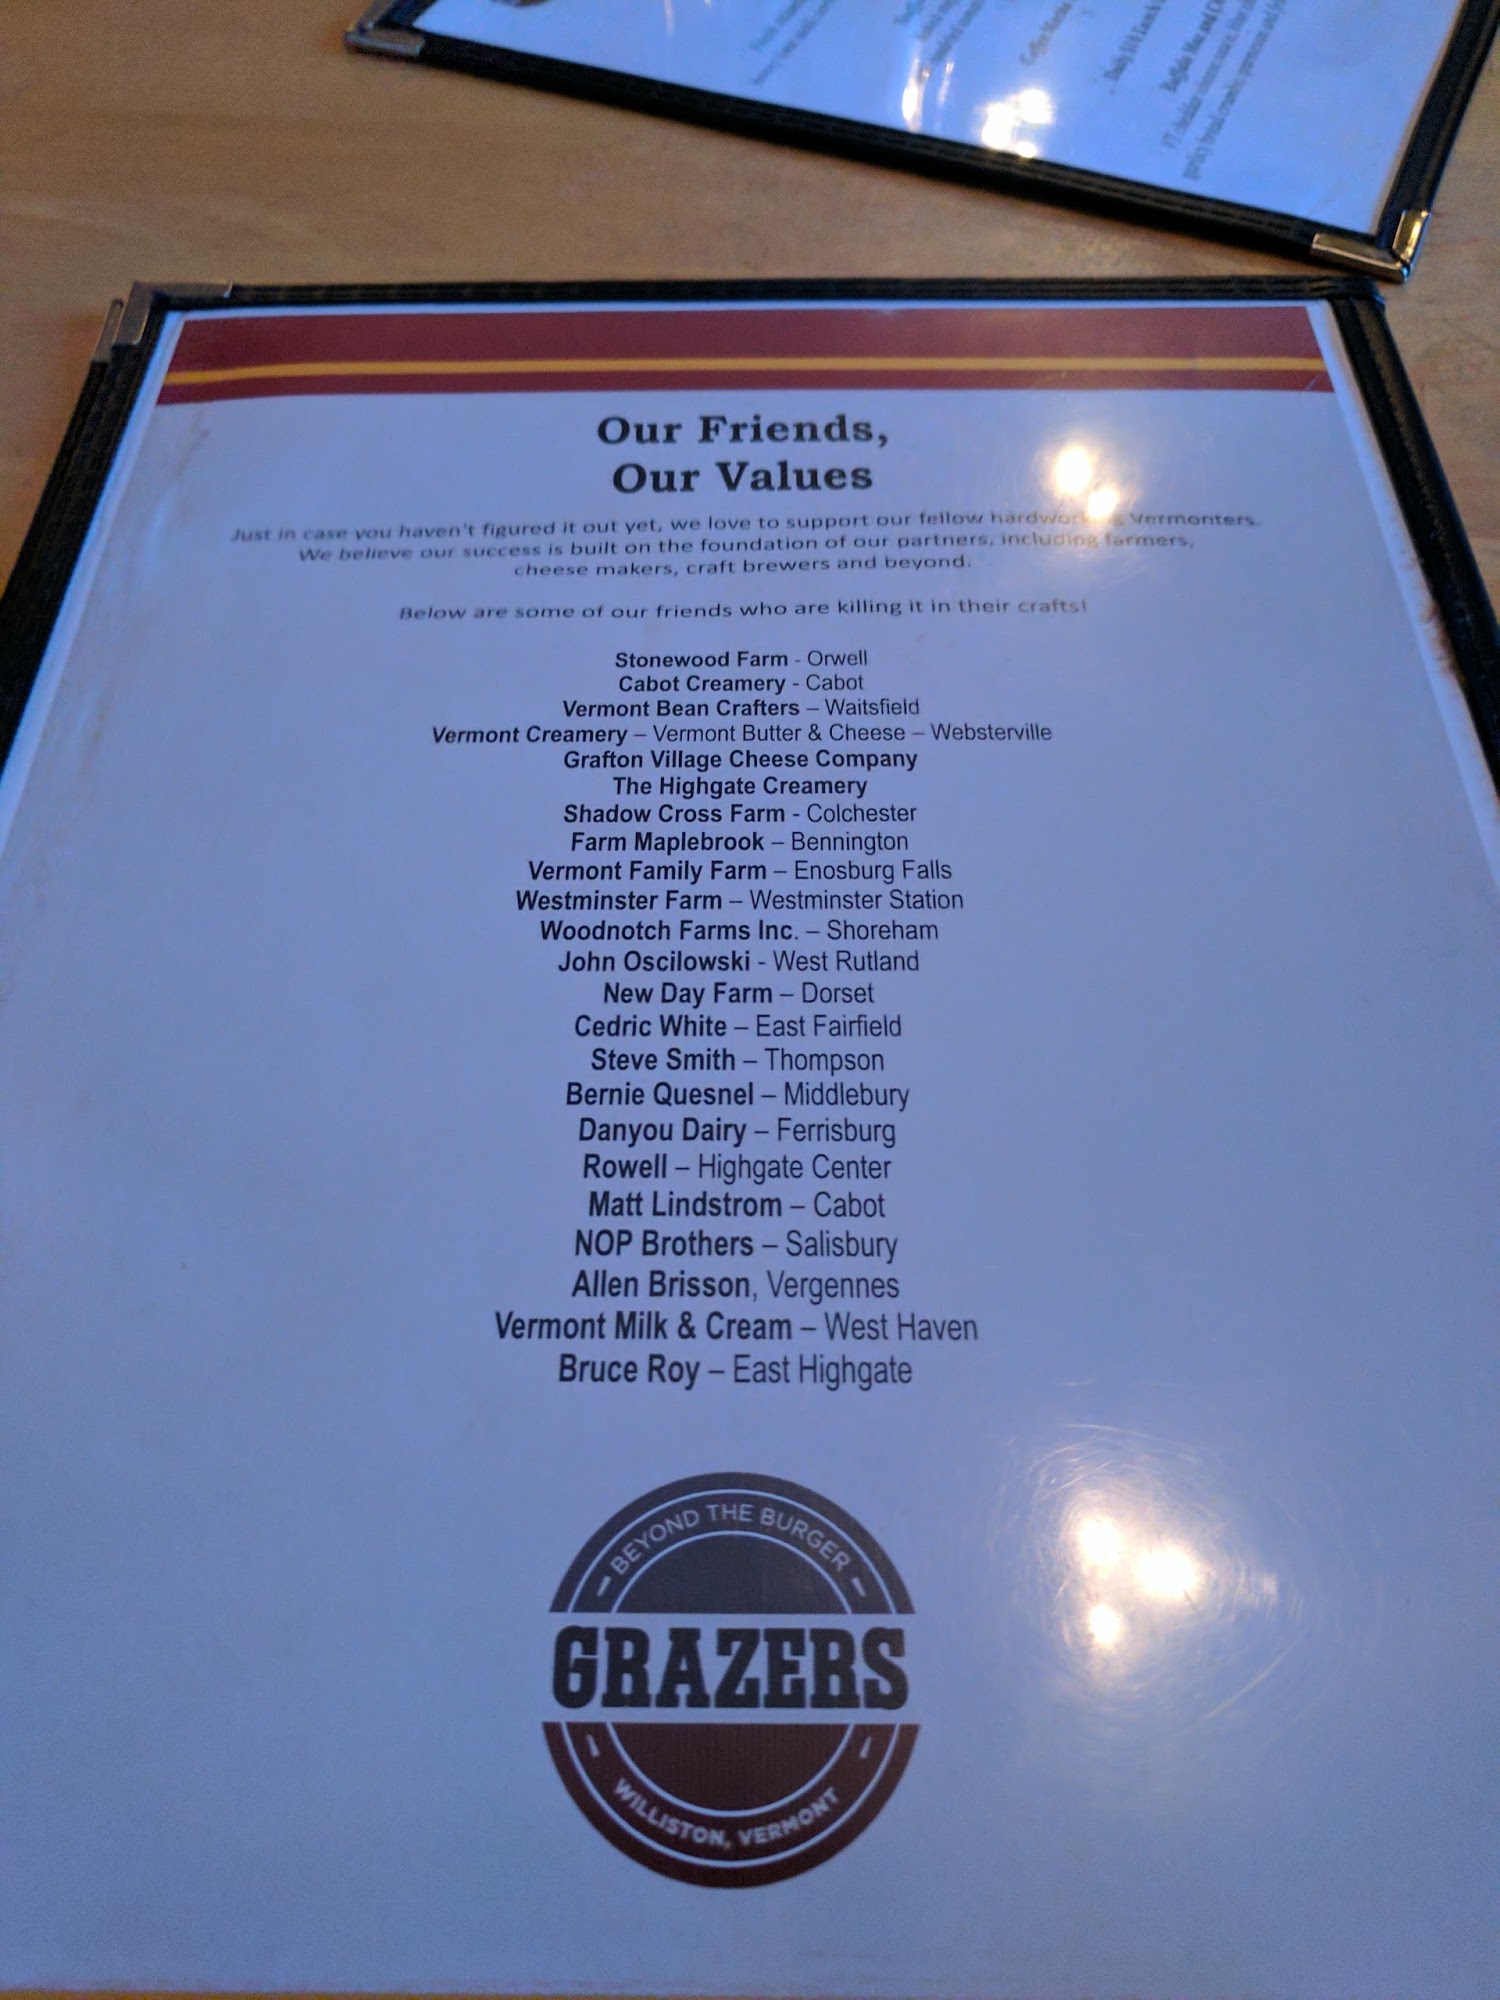 Coffee
Daily
Buffalo Mac and
Our Friends,
Our Values
Just in case you haven't figured it out yet, we love to support our fellow hardworking Vermonters.
We believe our success is built on the foundation of our partners, including farmers,
cheese makers, craft brewers and beyond.
Below are some of our friends who are killing it in their crafts!
Stonewood Farm - Orwell
Cabot Creamery - Cabot
Vermont Bean Crafters – Waitsfield
Vermont Creamery – Vermont Butter & Cheese – Websterville
Grafton Village Cheese Company
The Highgate Creamery
Shadow Cross Farm - Colchester
Farm Maplebrook – Bennington
Vermont Family Farm – Enosburg Falls
Westminster Farm – Westminster Station
Woodnotch Farms Inc. – Shoreham
John Oscilowski - West Rutland
New Day Farm – Dorset
Cedric White – East Fairfield
Steve Smith – Thompson
Bernie Quesnel – Middlebury
Danyou Dairy – Ferrisburg
Rowell – Highgate Center
Matt Lindstrom – Cabot
NOP Brothers – Salisbury
Allen Brisson, Vergennes
Vermont Milk & Cream – West Haven
Bruce Roy – East Highgate
BEYOND THE BURGER
GRAZERS
WILLISTON, VERMONT